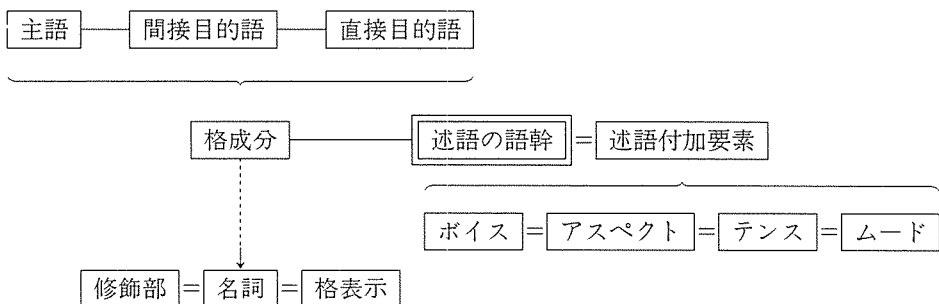 主語 間接目的語 直接目的語
格成分 述語の語幹 = 述語付加要素
ボイス = アスペクト = テンス = ムード
修飾部 = 名詞 = 格表示